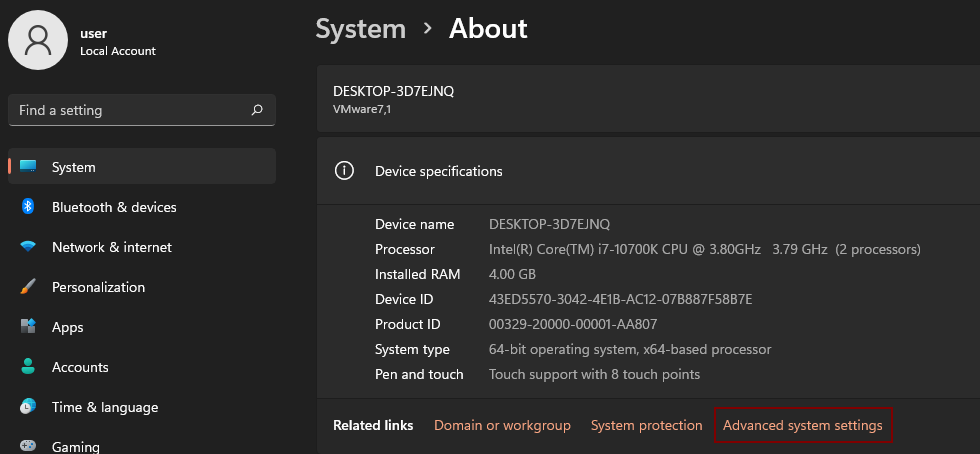 user
Local Account
Find a setting
System
Bluetooth & devices
Network & internet
Personalization
Apps
Accounts
Time & language
Gaming
System > About
DESKTOP-3D7EJNQ
VMware7,1
Device specifications
Device name DESKTOP-3D7EJNQ
Processor Intel(R) Core(TM) i7-10700K CPU @ 3.80GHz 3.79 GHz (2 processors)
Installed RAM 4.00 GB
Device ID 43ED5570-3042-4E1B-AC12-07B887F58B7E
Product ID 00329-20000-00001-AA807
System type 64-bit operating system, x64-based processor
Pen and touch Touch support with 8 touch points
Related links Domain or workgroup System protection Advanced system settings